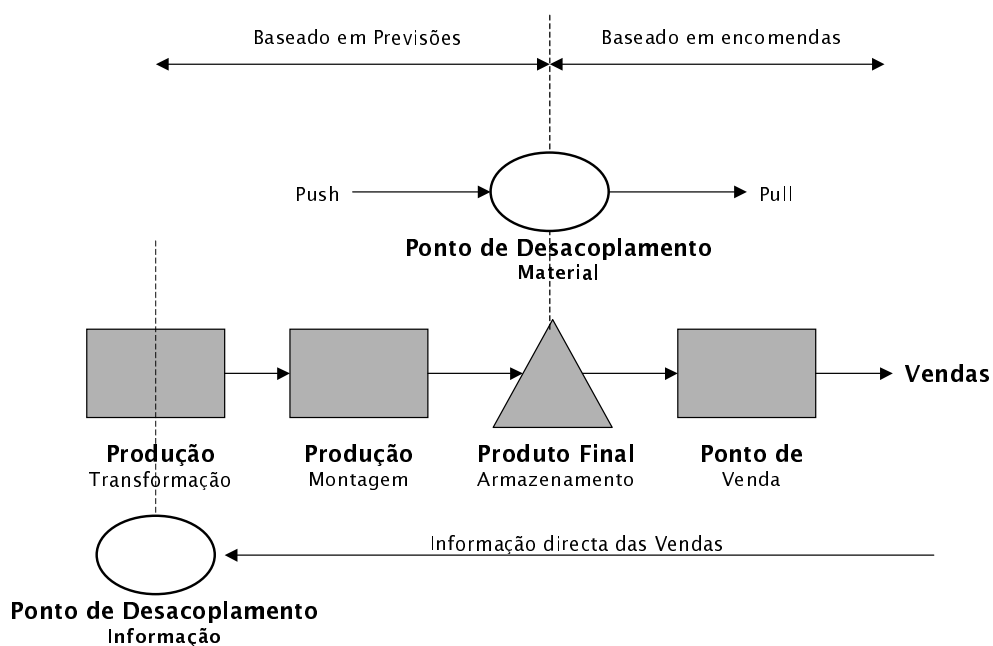 Baseado em Previsões
Baseado em encomendas
Push
Pull
Ponto de Desacoplamento
Material
Vendas
Produção
Transformação
Produção
Montagem
Produto Final
Armazenamento
Ponto de
Venda
Informação directa das Vendas
Ponto de Desacoplamento
Informação